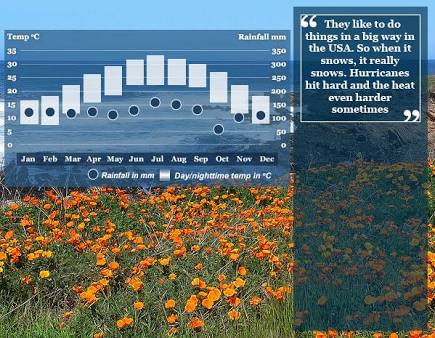 Temp ºC Rainfall mm
35 350
30 300
25 250
20 200
15 150
10 100
5 50
0 0
Jan Feb Mar Apr May Jun Jul Aug Sep Oct Nov Dec
Rainfall in mm Day/nighttime temp in ºC
“ They like to do
things in a big way in
the USA. So when it
snows, it really
snows. Hurricanes
hit hard and the heat
even harder
sometimes ”